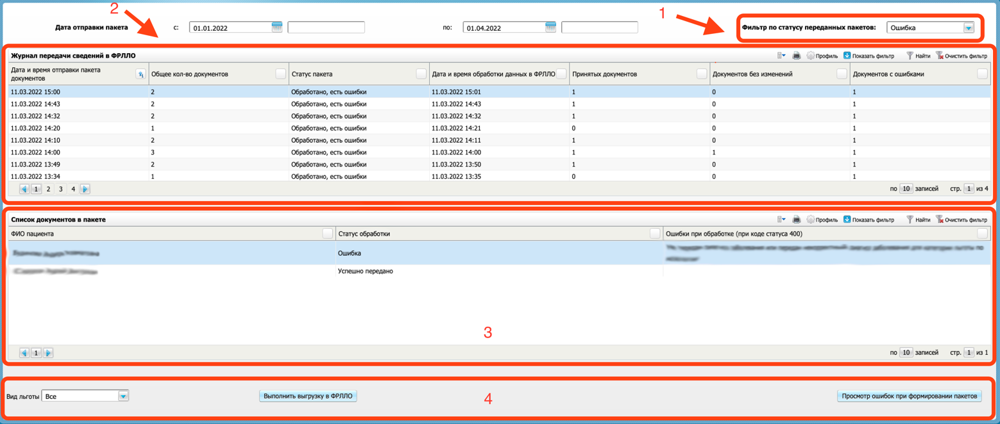 2
1
Дата отправки пакета с: 01.01.2022 по: 01.04.2022 Фильтр по статусу переданных пакетов: Ошибка
Журнал передачи сведений в ФРЛЛО Профиль Показать фильтр Найти Очистить фильтр
Дата и время отправки пакета документов Общее кол-во документов Статус пакета Дата и время обработки данных в ФРЛЛО Принятых документов Документов без изменений Документов с ошибками
11.03.2022 15:00 2 Обработано, есть ошибки 11.03.2022 15:01 1 0 1
11.03.2022 14:43 2 Обработано, есть ошибки 11.03.2022 14:43 1 0 1
11.03.2022 14:32 2 Обработано, есть ошибки 11.03.2022 14:32 1 0 1
11.03.2022 14:20 1 Обработано, есть ошибки 11.03.2022 14:21 0 0 1
11.03.2022 14:10 2 Обработано, есть ошибки 11.03.2022 14:11 1 0 1
11.03.2022 14:00 3 Обработано, есть ошибки 11.03.2022 14:00 1 1 1
11.03.2022 13:49 2 Обработано, есть ошибки 11.03.2022 13:50 1 0 1
11.03.2022 13:34 1 Обработано, есть ошибки 11.03.2022 13:35 0 0 1
1 2 3 4 по 10 записей стр. 1 из 4
Список документов в пакете Профиль Показать фильтр Найти Очистить фильтр
ФИО пациента Статус обработки Ошибки при обработке (при коде статуса 400)
Ошибка
Успешно передано
3
1 по 10 записей стр. 1 из 1
Вид льготы Все Выполнить выгрузку в ФРЛЛО 4 Просмотр ошибок при формировании пакетов